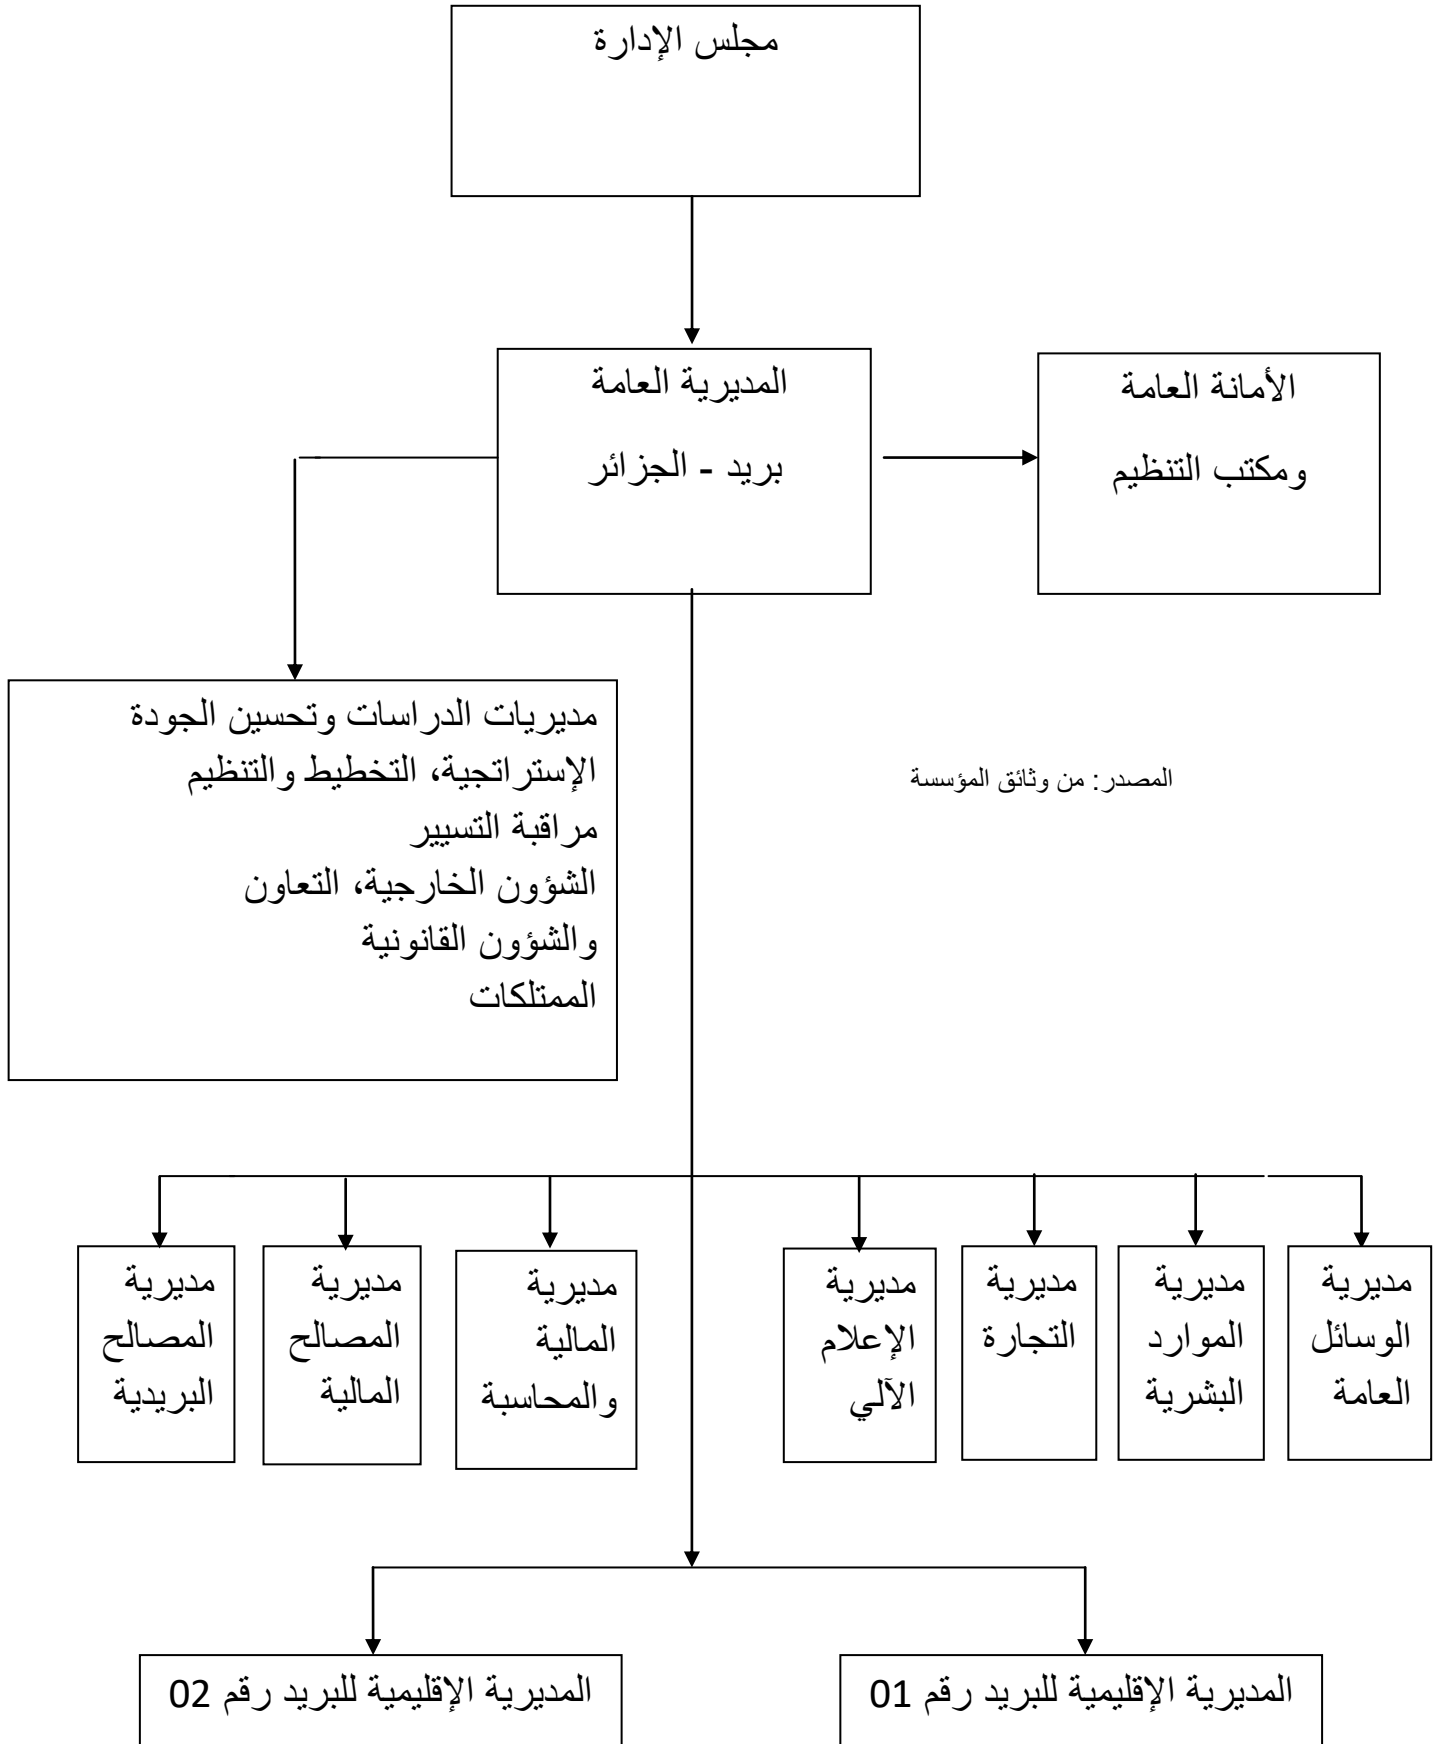 مجلس الإدارة
المديرية العامة
بريد - الجزائر
الأمانة العامة
ومكتب التنظيم
مديريات الدراسات وتحسين الجودة
الإستراتجية، التخطيط والتنظيم
مراقبة التسيير
الشؤون الخارجية، التعاون
والشؤون القانونية
الممتلكات
المصدر: من وثائق المؤسسة
مديرية
الوسائل
العامة
مديرية
الموارد
البشرية
مديرية
التجارة
مديرية
الإعلام
الآلي
مديرية
المالية
والمحاسبة
مديرية
المصالح
المالية
مديرية
المصالح
البريدية
المديرية الإقليمية للبريد رقم 01
المديرية الإقليمية للبريد رقم 02